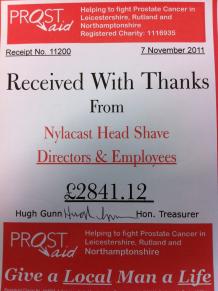 PROST aid
Helping to fight Prostate Cancer in
Leicestershire, Rutland and
Northamptonshire
Registered Charity: 1116935
Receipt No. 11200 7 November 2011
Received With Thanks
From
Nylacast Head Shave
Directors & Employees
£2841.12
Hugh Gunn Hugh Gunn Hon. Treasurer
PROST aid
Helping to fight Prostate Cancer in
Leicestershire, Rutland and
Northamptonshire
Give a Local Man a Life